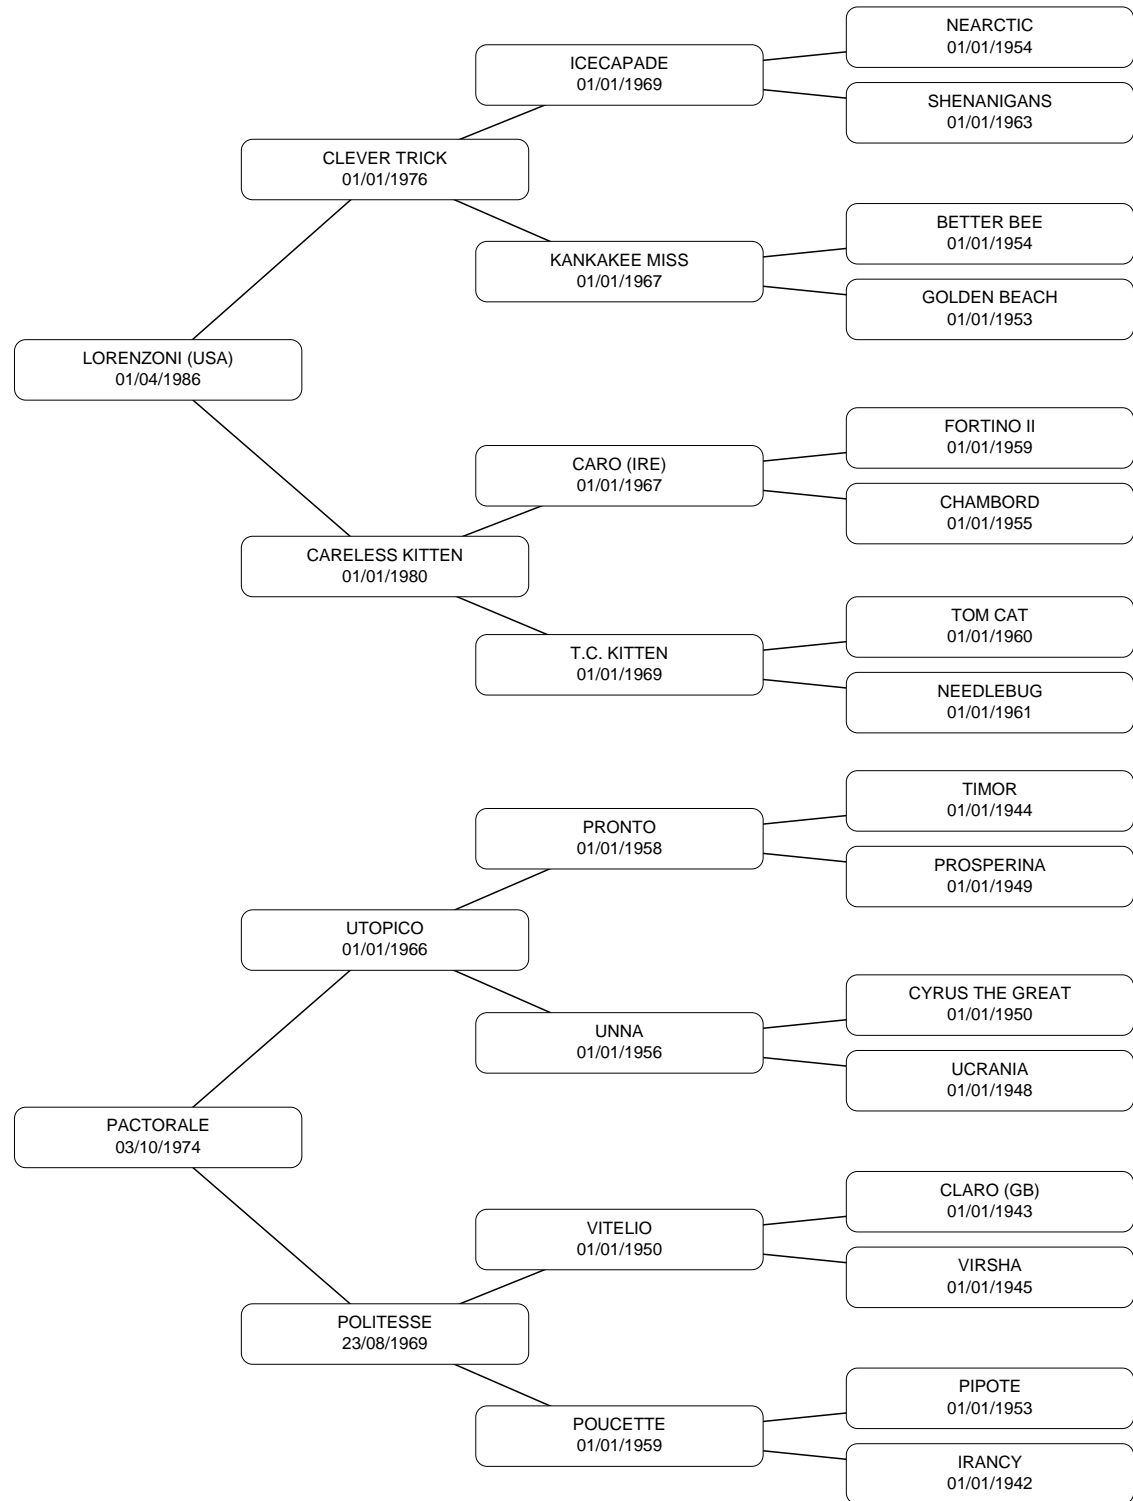 NEARCTIC
01/01/1954
ICECAPADE
01/01/1969
SHENANIGANS
01/01/1963
CLEVER TRICK
01/01/1976
BETTER BEE
01/01/1954
KANKAKEE MISS
01/01/1967
GOLDEN BEACH
01/01/1953
LORENZONI (USA)
01/04/1986
FORTINO II
01/01/1959
CARO (IRE)
01/01/1967
CHAMBORD
01/01/1955
CARELESS KITTEN
01/01/1980
TOM CAT
01/01/1960
T.C. KITTEN
01/01/1969
NEEDLEBUG
01/01/1961
TIMOR
01/01/1944
PRONTO
01/01/1958
PROSPERINA
01/01/1949
UTOPICO
01/01/1966
CYRUS THE GREAT
01/01/1950
UNNA
01/01/1956
UCRANIA
01/01/1948
PACTORALE
03/10/1974
CLARO (GB)
01/01/1943
VITELIO
01/01/1950
VIRSHA
01/01/1945
POLITESSE
23/08/1969
PIPOTE
01/01/1953
POUCETTE
01/01/1959
IRANCY
01/01/1942